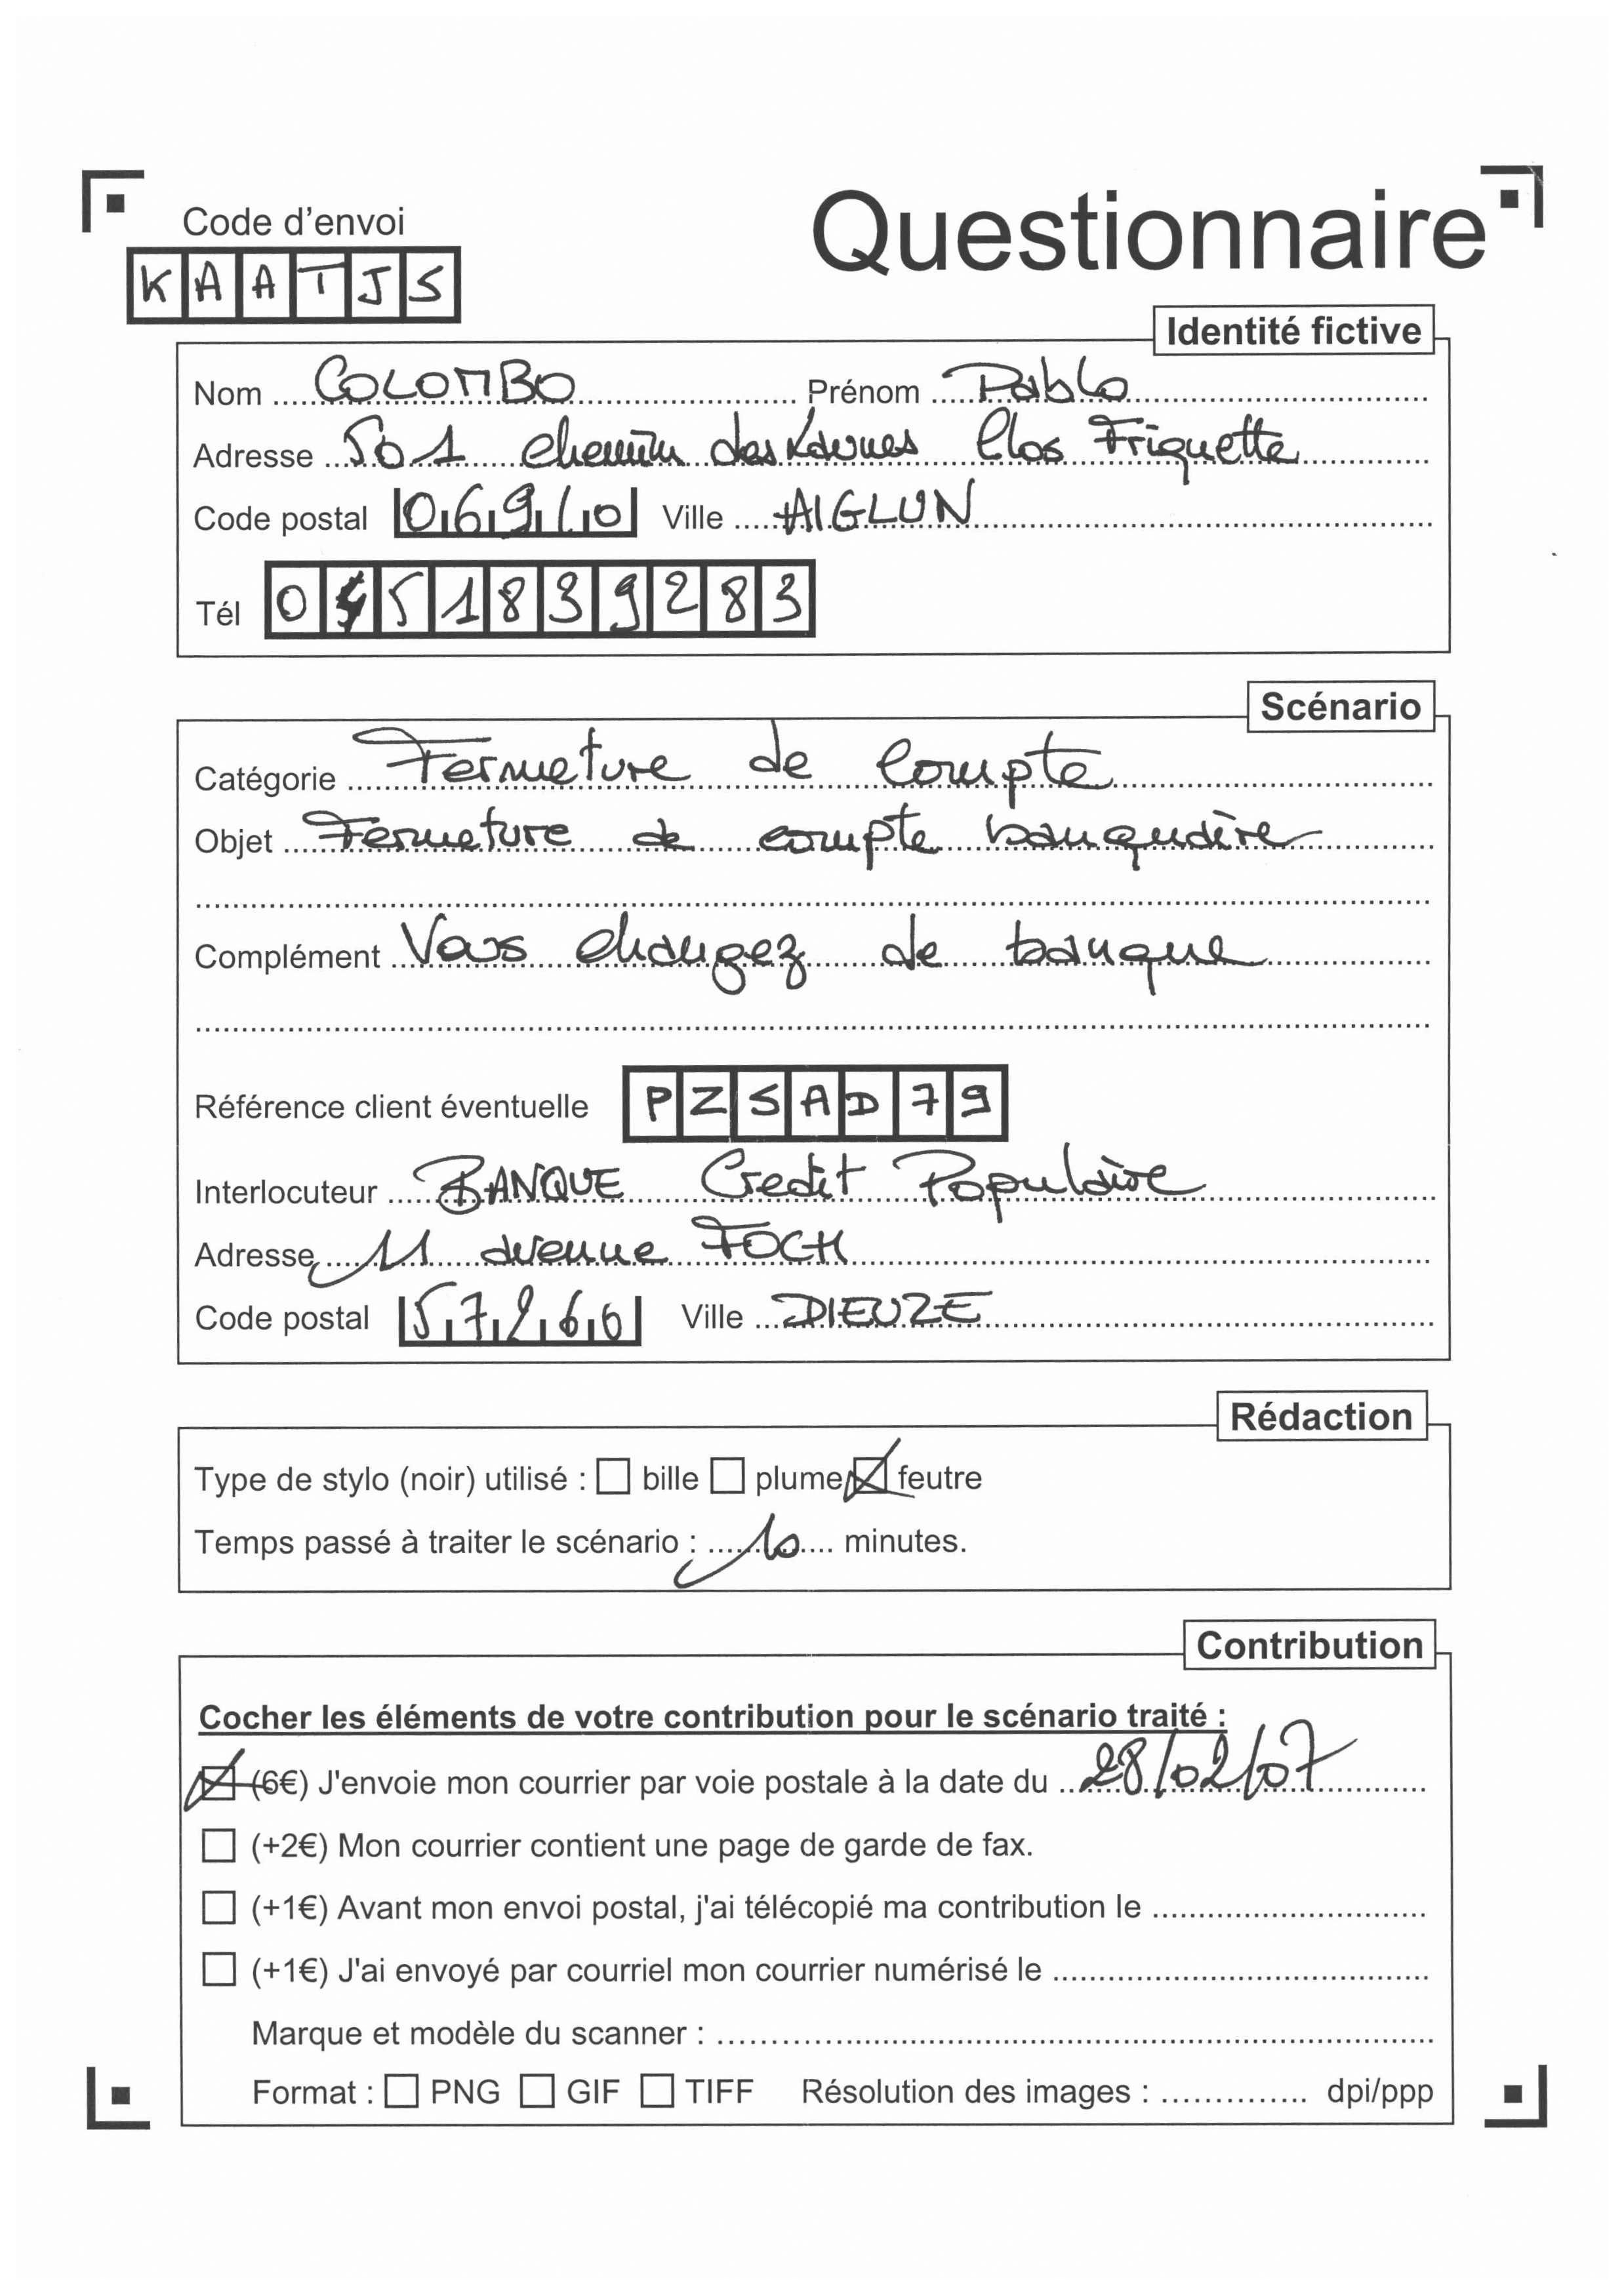 Code d'envoi
KAATJS
Questionnaire
Identité fictive
Nom COLOMBO Prénom Pablo
Adresse 501 chemin des Clos Friquette
Code postal 06910 Ville AIGLUN
Tél 0 51839283
Scénario
Catégorie Fermeture de Compte
Objet Fermeture de compte banquaire
Complément Vous changez de banque
Référence client éventuelle PZSAD79
Interlocuteur BANQUE Credit Populaire
Adresse 11 avenue FOCH
Code postal 57260 Ville DIEUZE
Rédaction
Type de stylo (noir) utilisé : bille plume feutre
Temps passé à traiter le scénario : 10 minutes.
Contribution
Cocher les éléments de votre contribution pour le scénario traité :
(6€) J'envoie mon courrier par voie postale à la date du 28/02/07
(+2€) Mon courrier contient une page de garde de fax.
(+1€) Avant mon envoi postal, j'ai télécopié ma contribution le
(+1€) J'ai envoyé par courriel mon courrier numérisé le
Marque et modèle du scanner :
Format : PNG GIF TIFF Résolution des images : dpi/ppp